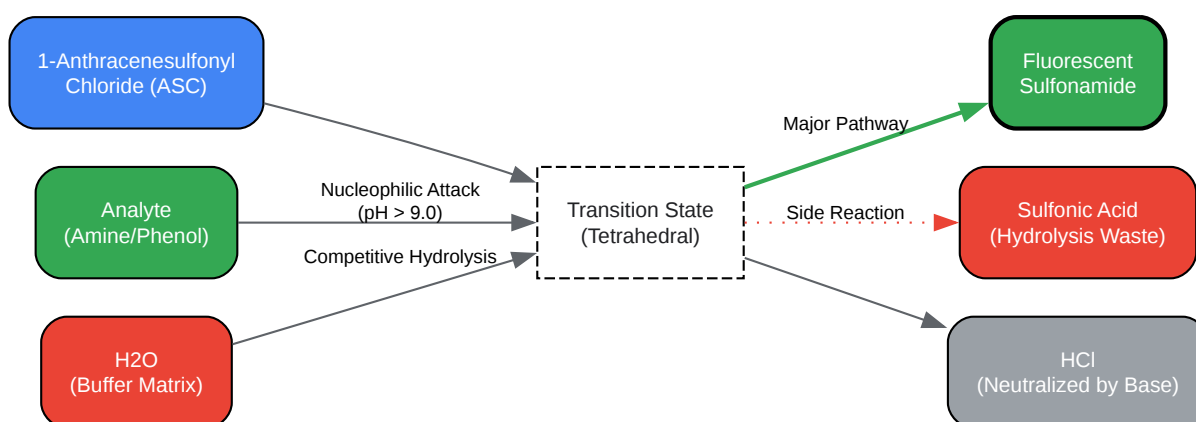 1-Anthracenesulfonyl
Chloride (ASC)
Fluorescent
Sulfonamide
Major Pathway
Analyte
(Amine/Phenol)
Nucleophilic Attack
(pH > 9.0)
Transition State
(Tetrahedral)
Side Reaction
Sulfonic Acid
(Hydrolysis Waste)
Competitive Hydrolysis
H2O
(Buffer Matrix)
HCl
(Neutralized by Base)